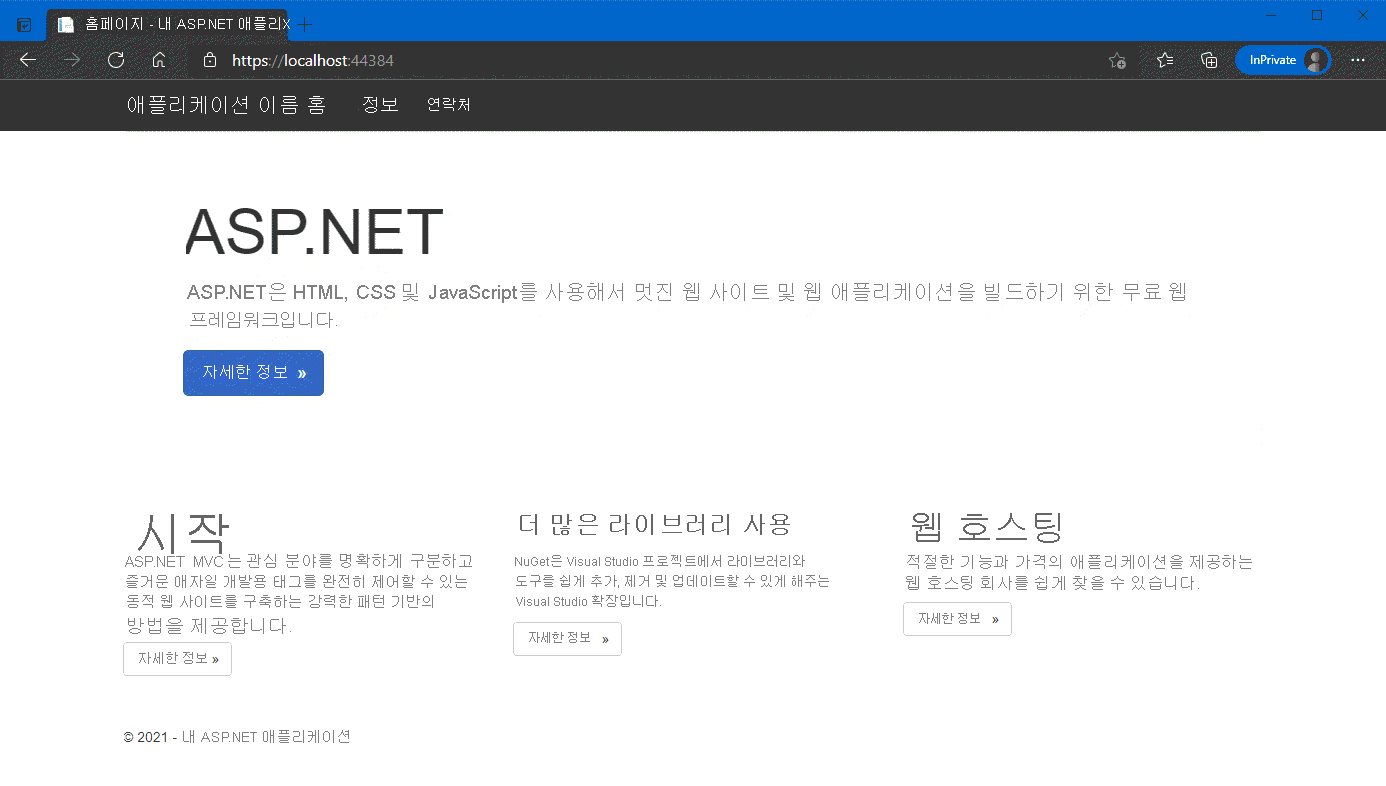 홈페이지 - 내 ASP.NET 애플리X
https://localhost:44384
InPrivate
애플리케이션 이름 홈 정보 연락처
ASP.NET
ASP.NET은 HTML, CSS 및 JavaScript를 사용해서 멋진 웹 사이트 및 웹 애플리케이션을 빌드하기 위한 무료 웹
프레임워크입니다.
자세한 정보 »
시작
ASP.NET MVC는 관심 분야를 명확하게 구분하고
즐거운 애자일 개발용 태그를 완전히 제어할 수 있는
동적 웹 사이트를 구축하는 강력한 패턴 기반의
방법을 제공합니다.
자세한 정보 »
더 많은 라이브러리 사용
NuGet은 Visual Studio 프로젝트에서 라이브러리와
도구를 쉽게 추가, 제거 및 업데이트할 수 있게 해주는
Visual Studio 확장입니다.
자세한 정보 »
웹 호스팅
적절한 기능과 가격의 애플리케이션을 제공하는
웹 호스팅 회사를 쉽게 찾을 수 있습니다.
자세한 정보 »
© 2021 - 내 ASP.NET 애플리케이션